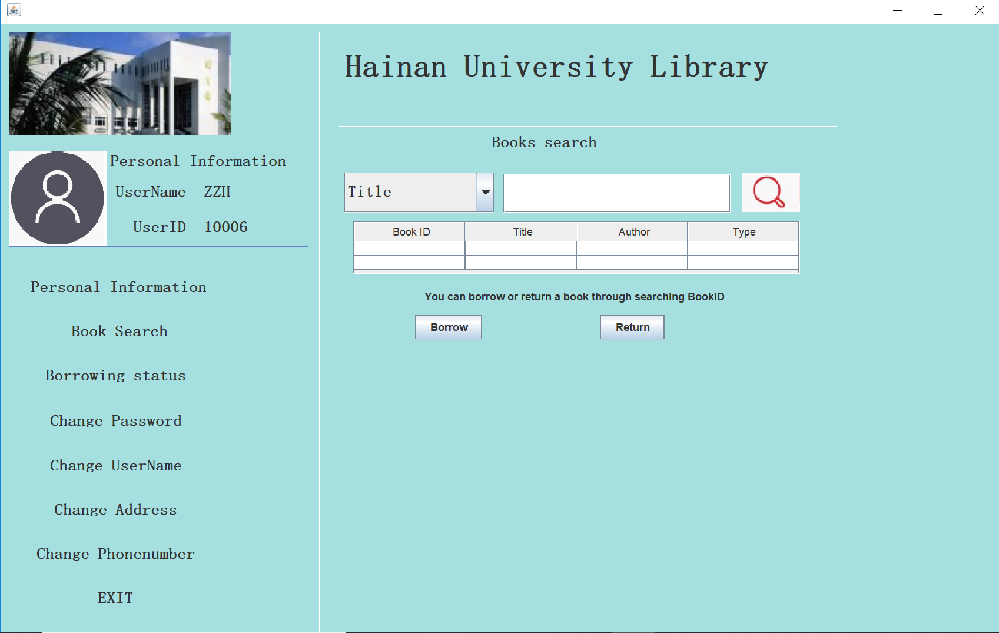 Hainan University Library
Personal Information
UserName ZZH
UserID 10006
Personal Information
Book Search
Borrowing status
Change Password
Change UserName
Change Address
Change Phonenumber
EXIT
Books search
Title
Book ID Title Author Type
You can borrow or return a book through searching BookID
Borrow Return